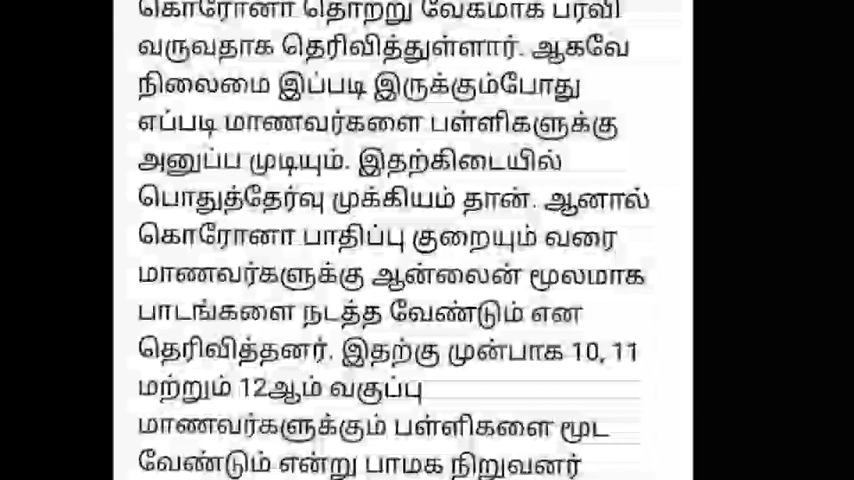 கொரோனா தொற்று வேகமாக பரவி
வருவதாக தெரிவித்துள்ளார். ஆகவே
நிலைமை இப்படி இருக்கும்போது
எப்படி மாணவர்களை பள்ளிகளுக்கு
அனுப்ப முடியும். இதற்கிடையில்
பொதுத்தேர்வு முக்கியம் தான். ஆனால்
கொரோனா பாதிப்பு குறையும் வரை
மாணவர்களுக்கு ஆன்லைன் மூலமாக
பாடங்களை நடத்த வேண்டும் என
தெரிவித்தனர். இதற்கு முன்பாக 10, 11
மற்றும் 12ஆம் வகுப்பு
மாணவர்களுக்கும் பள்ளிகளை மூட
வேண்டும் என்று பாமக நிறுவனர்